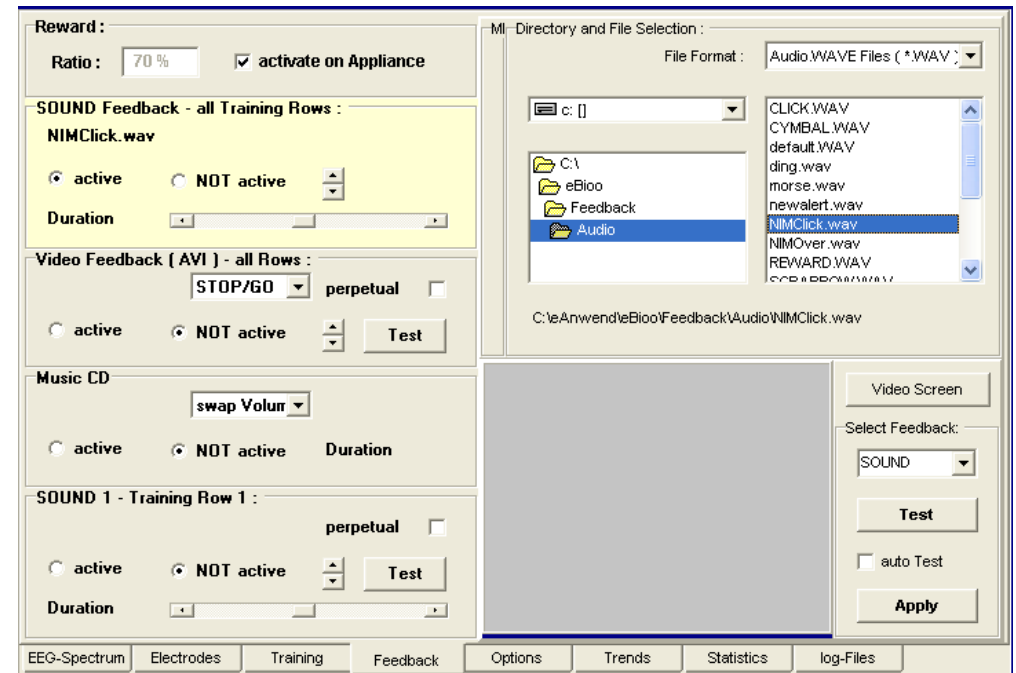 Reward :
Ratio : 70 % activate on Appliance
SOUND Feedback - all Training Rows :
NIMClick.wav
active NOT active
Duration
Video Feedback ( AVI ) - all Rows :
STOP/GO perpetual
active NOT active Test
Music CD
swap Volum
active NOT active Duration
SOUND 1 - Training Row 1 :
perpetual
active NOT active Test
Duration
MI Directory and File Selection :
File Format : Audio.WAVE Files ( *.WAV )
c: []
C:\
eBioo
Feedback
Audio
CLICK.WAV
CYMBAL.WAV
default.WAV
ding.wav
morse.wav
newalert.wav
NIMClick.wav
NIMOver.wav
REWARD.WAV
C:\eAnwend\eBioo\Feedback\Audio\NIMClick.wav
Video Screen
Select Feedback:
SOUND
Test
auto Test
Apply
EEG-Spectrum Electrodes Training Feedback Options Trends Statistics log-Files